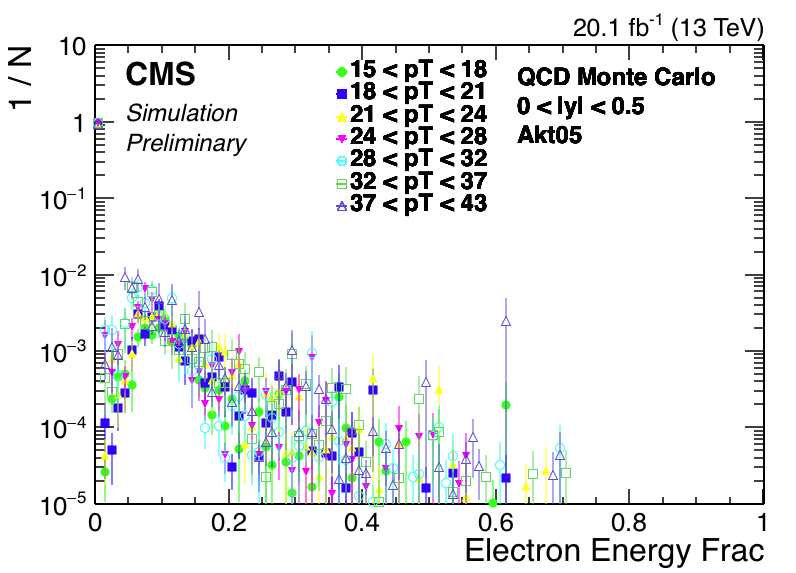 20.1 fb⁻¹ (13 TeV)
1 / N
CMS
Simulation
Preliminary
15 < pT < 18
18 < pT < 21
21 < pT < 24
24 < pT < 28
28 < pT < 32
32 < pT < 37
37 < pT < 43
QCD Monte Carlo
0 < lyl < 0.5
Akt05
10
1
10⁻¹
10⁻²
10⁻³
10⁻⁴
10⁻⁵
0 0.2 0.4 0.6 0.8 1
Electron Energy Frac